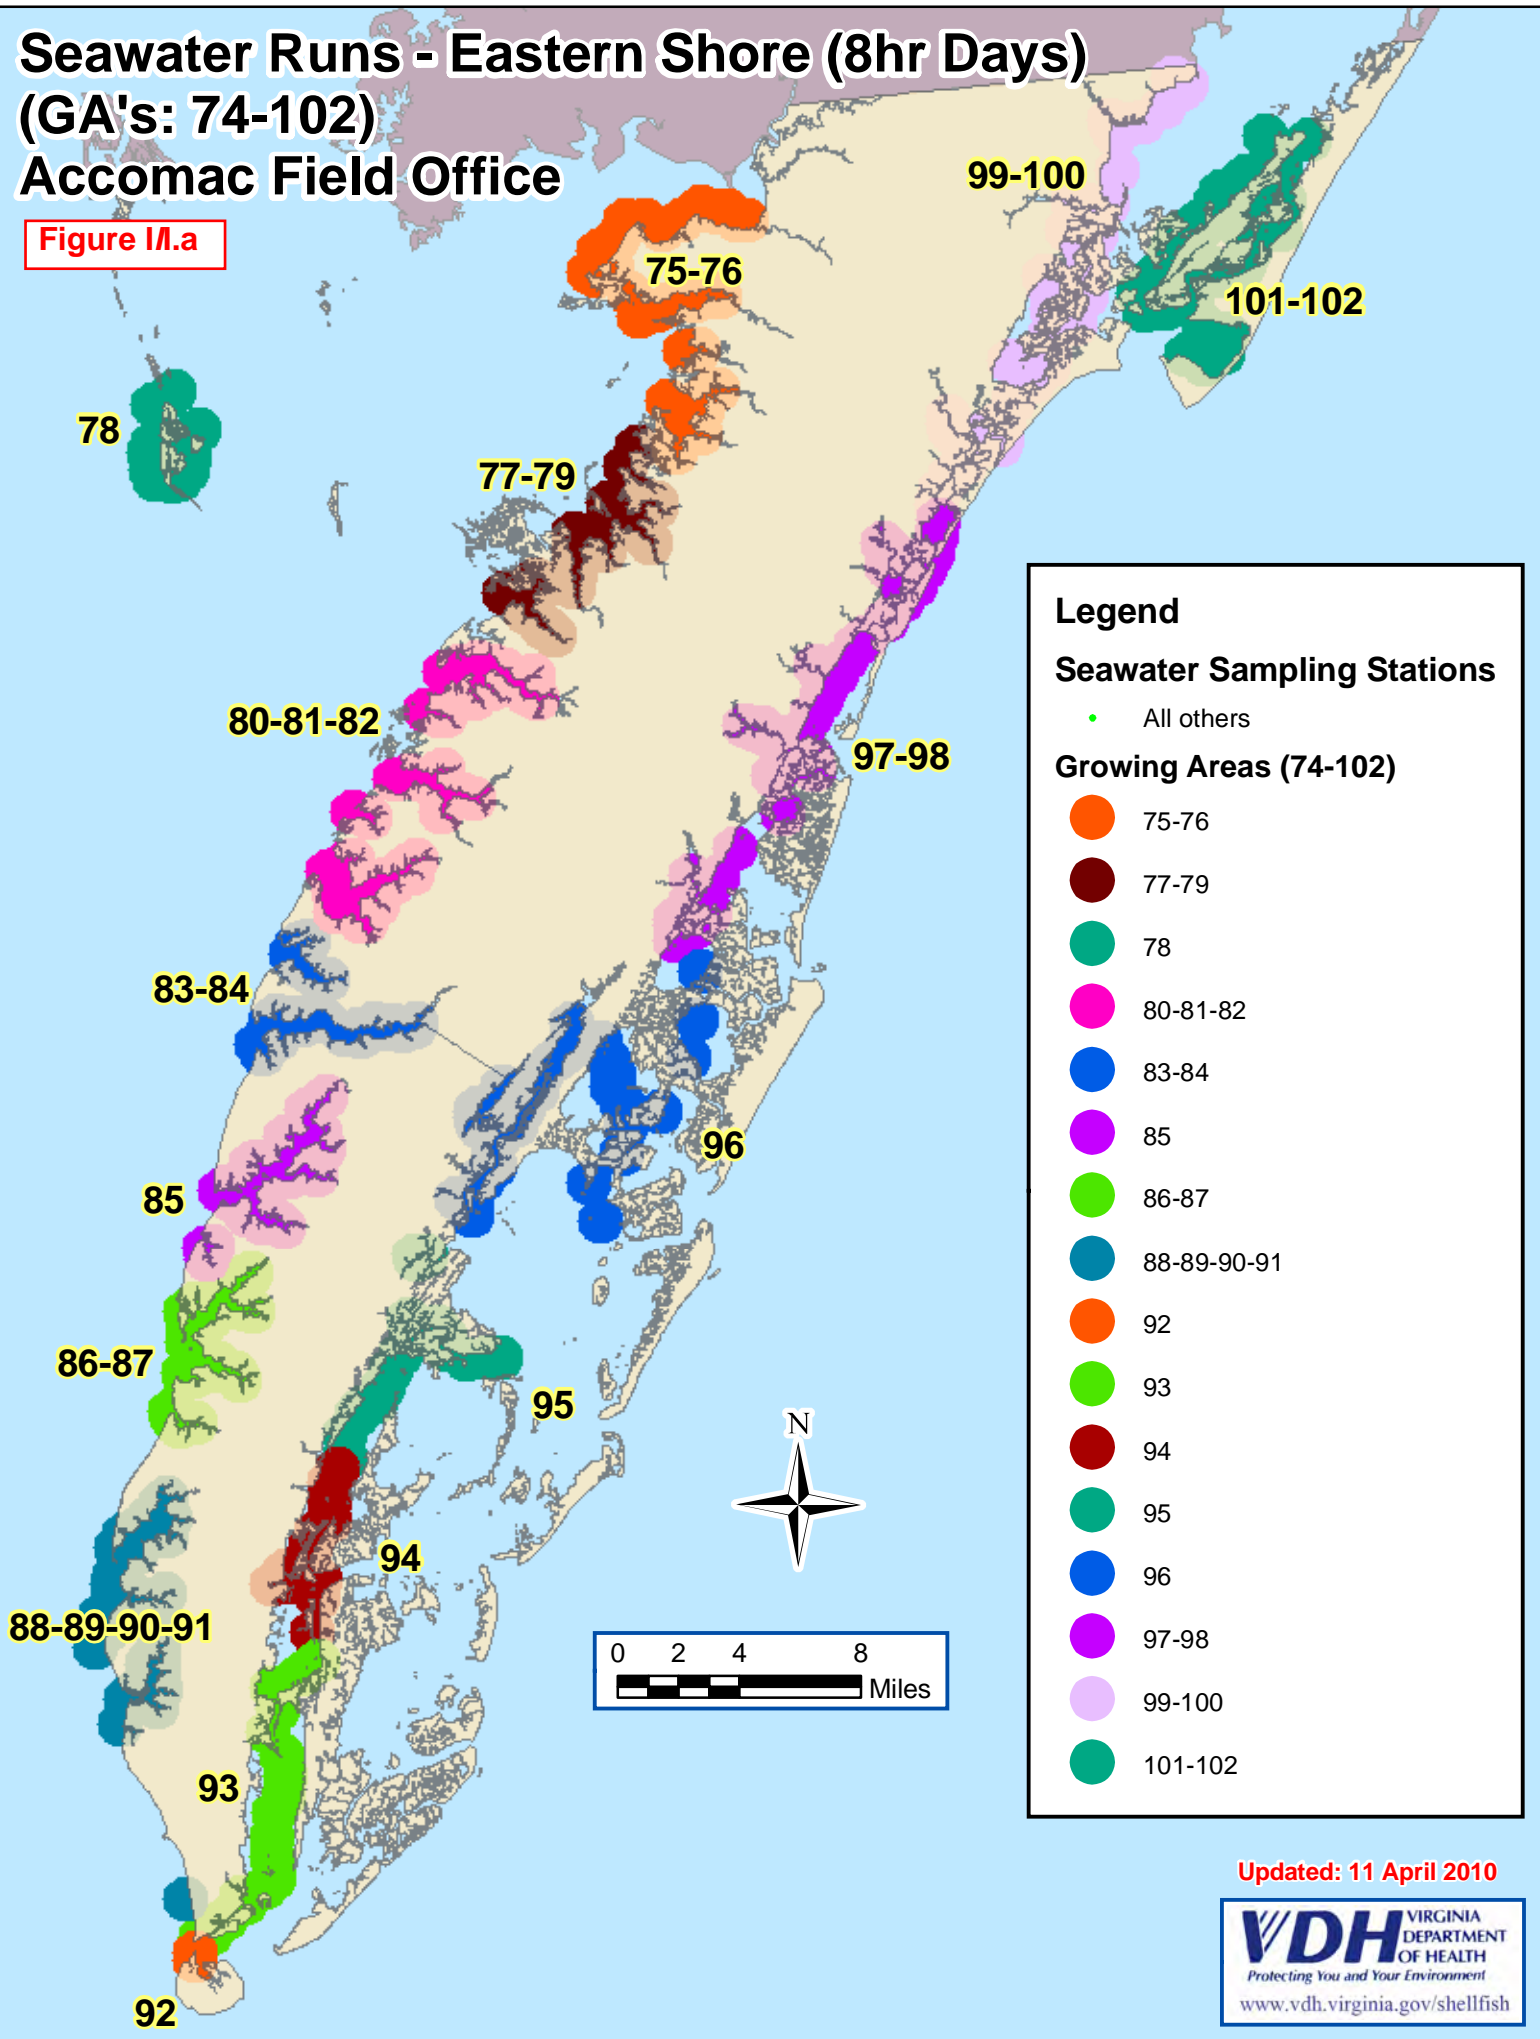 Seawater Runs - Eastern Shore (8hr Days)
(GA's: 74-102)
Accomac Field Office
Figure I/I.a
99-100
75-76
101-102
78
77-79
80-81-82
97-98
83-84
96
85
86-87
95
94
88-89-90-91
93
92
N
0 2 4 8
Miles
Legend
Seawater Sampling Stations
All others
Growing Areas (74-102)
75-76
77-79
78
80-81-82
83-84
85
86-87
88-89-90-91
92
93
94
95
96
97-98
99-100
101-102
Updated: 11 April 2010
VDH
VIRGINIA
DEPARTMENT
OF HEALTH
Protecting You and Your Environment
www.vdh.virginia.gov/shellfish